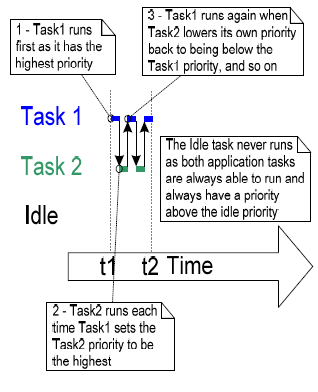 1 - Task1 runs
first as it has the
highest priority
3 - Task1 runs again when
Task2 lowers its own priority
back to being below the
Task1 priority, and so on
Task 1
Task 2
Idle
The Idle task never runs
as both application tasks
are always able to run and
always have a priority
above the idle priority
t1 t2 Time
2 - Task2 runs each
time Task1 sets the
Task2 priority to be
the highest